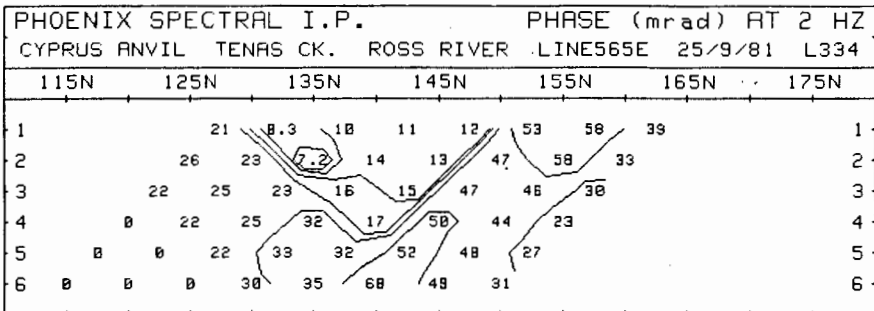 PHOENIX SPECTRAL I.P. PHASE (mrad) AT 2 HZ
CYPRUS ANVIL TENAS CK. ROSS RIVER LINE565E 25/9/81 L334
115N 125N 135N 145N 155N 165N 175N
1 21 8.3 10 11 12 53 58 39 1
2 26 23 7.2 14 13 47 58 33 2
3 22 25 23 16 15 47 46 30 3
4 0 22 25 32 17 50 44 23 4
5 0 0 22 33 32 52 48 27 5
6 0 0 0 30 35 68 49 31 6